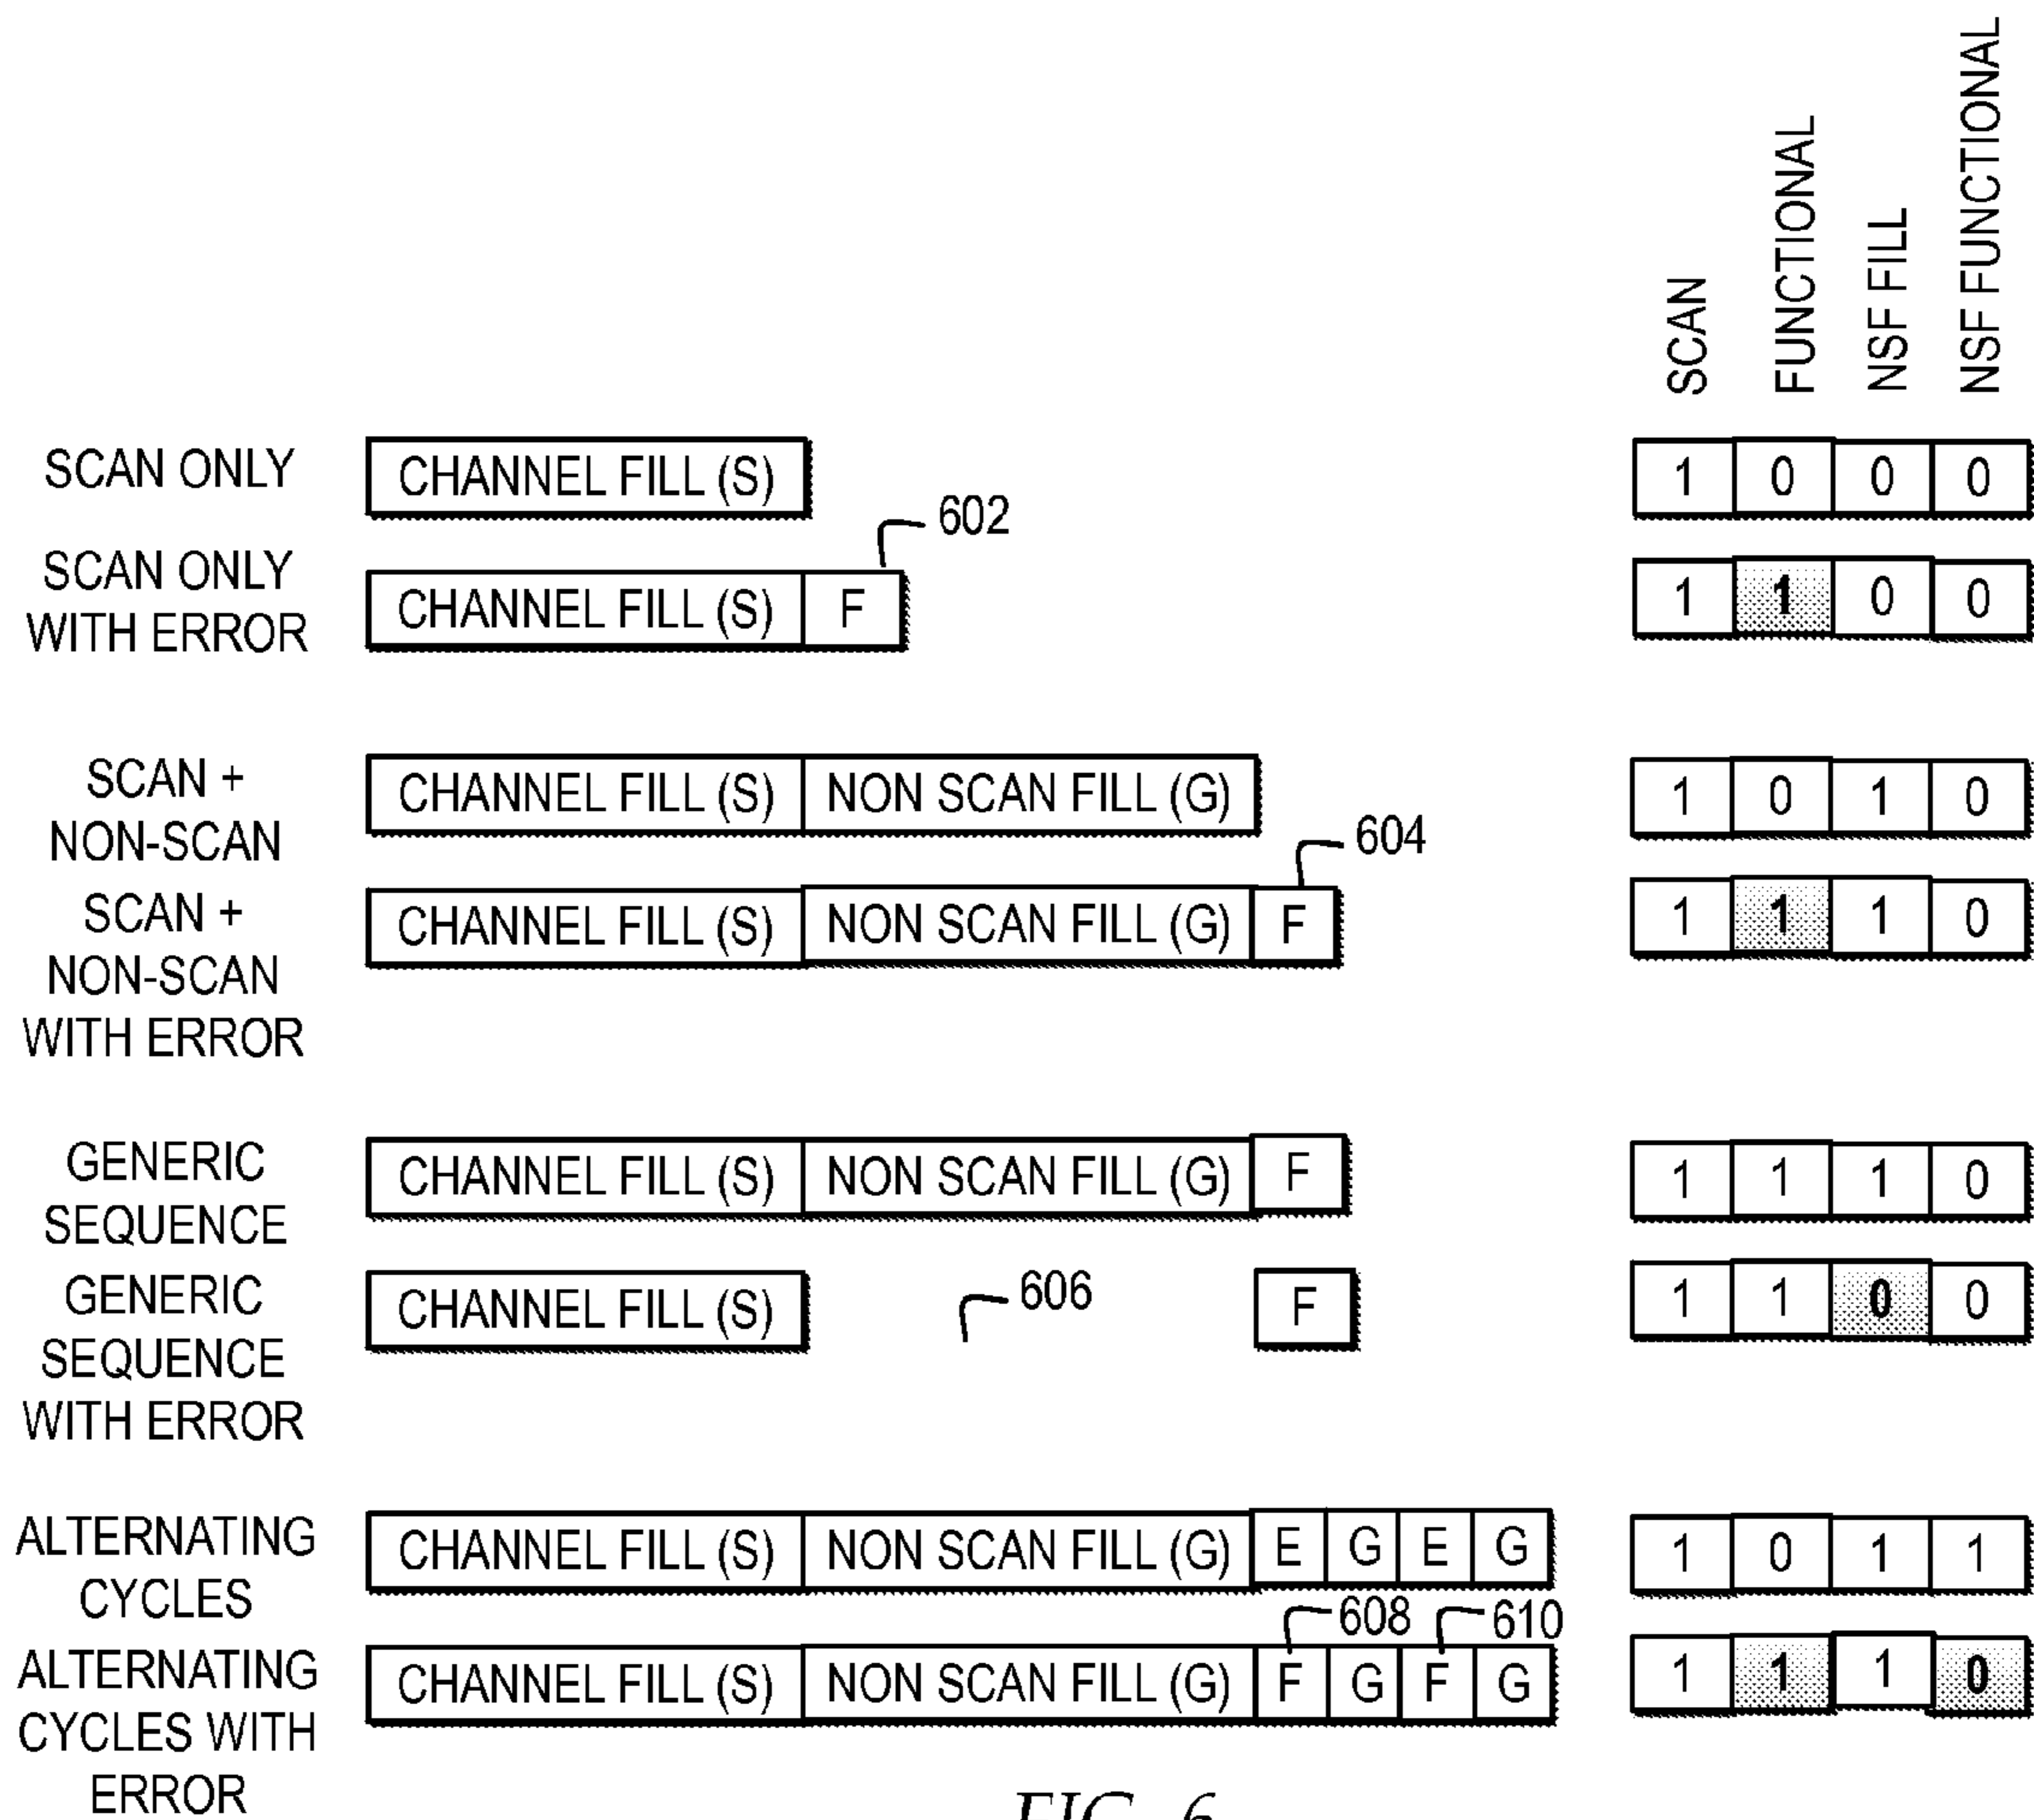 SCAN
FUNCTIONAL
NSF FILL
NSF FUNCTIONAL
SCAN ONLY
CHANNEL FILL (S)
1 0 0 0
602
SCAN ONLY
WITH ERROR
CHANNEL FILL (S) F
1 1 0 0
SCAN +
NON-SCAN
CHANNEL FILL (S) NON SCAN FILL (G)
1 0 1 0
604
SCAN +
NON-SCAN
WITH ERROR
CHANNEL FILL (S) NON SCAN FILL (G) F
1 1 1 0
GENERIC
SEQUENCE
CHANNEL FILL (S) NON SCAN FILL (G) F
1 1 1 0
GENERIC
SEQUENCE
WITH ERROR
CHANNEL FILL (S) 606 F
1 1 0 0
ALTERNATING
CYCLES
CHANNEL FILL (S) NON SCAN FILL (G) E G E G
1 0 1 1
608 610
ALTERNATING
CYCLES WITH
ERROR
CHANNEL FILL (S) NON SCAN FILL (G) F G F G
1 1 1 0
FIG. 6